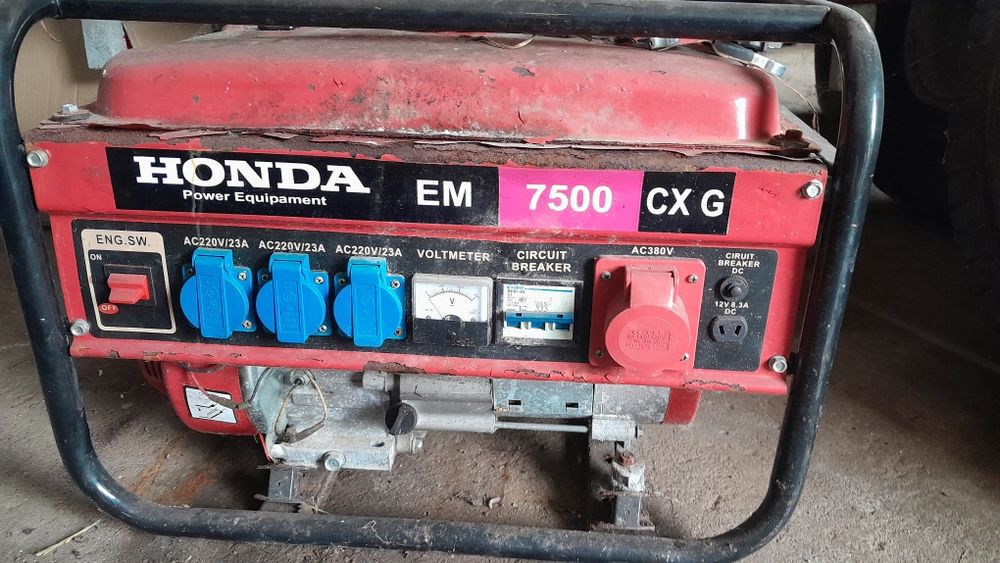 HONDA
Power Equipament
EM 7500 CX G
ENG.SW.
ON
OFF
AC220V/23A AC220V/23A AC220V/23A
VOLTMETER
CIRCUIT
BREAKER
AC380V
CIRUIT
BREAKER
DC
12V 8.3A
V